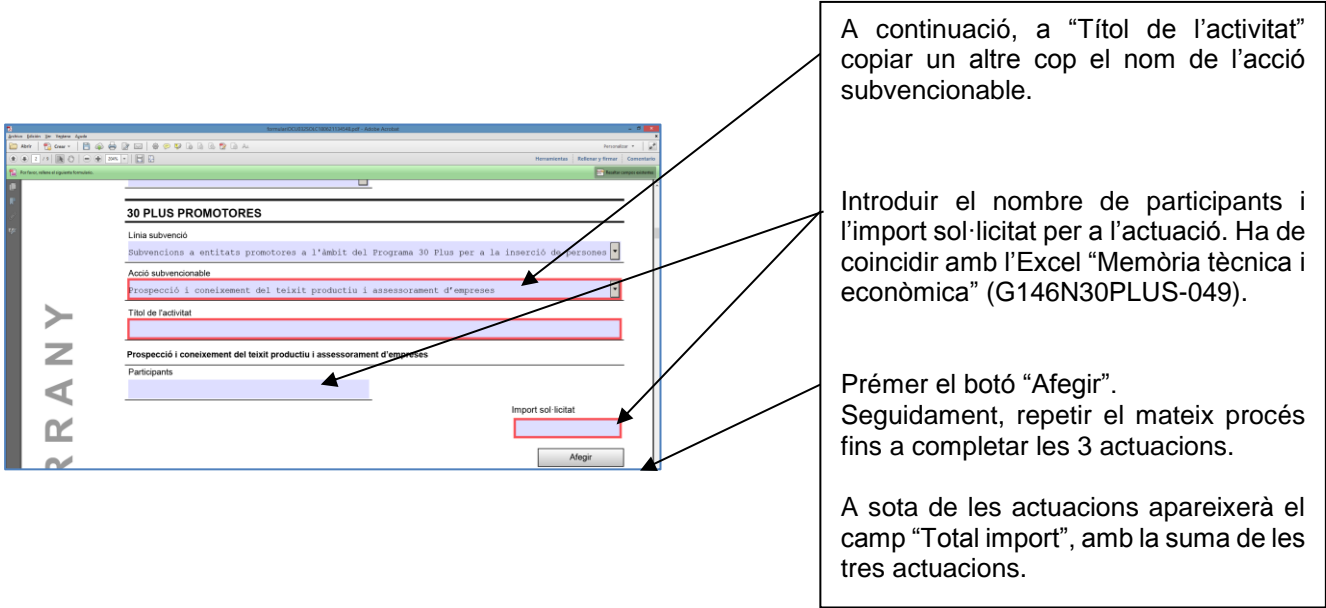 A continuació, a “Títol de l’activitat”
copiar un altre cop el nom de l’acció
subvencionable.
Introduir el nombre de participants i
l’import sol·licitat per a l’actuació. Ha de
coincidir amb l’Excel “Memòria tècnica i
econòmica” (G146N30PLUS-049).
Prémer el botó “Afegir”.
Seguidament, repetir el mateix procés
fins a completar les 3 actuacions.
A sota de les actuacions apareixerà el
camp “Total import”, amb la suma de les
tres actuacions.
Herramientas Rellenar y firmar Comentario
30 PLUS PROMOTORES
Línia subvenció
Subvencions a entitats promotores a l'àmbit del Programa 30 Plus per a la inserció de persones
Acció subvencionable
Prospecció i coneixement del teixit productiu i assessorament d’empreses
Títol de l'activitat
Prospecció i coneixement del teixit productiu i assessorament d'empreses
Participants
Import sol·licitat
Afegir
RRANY